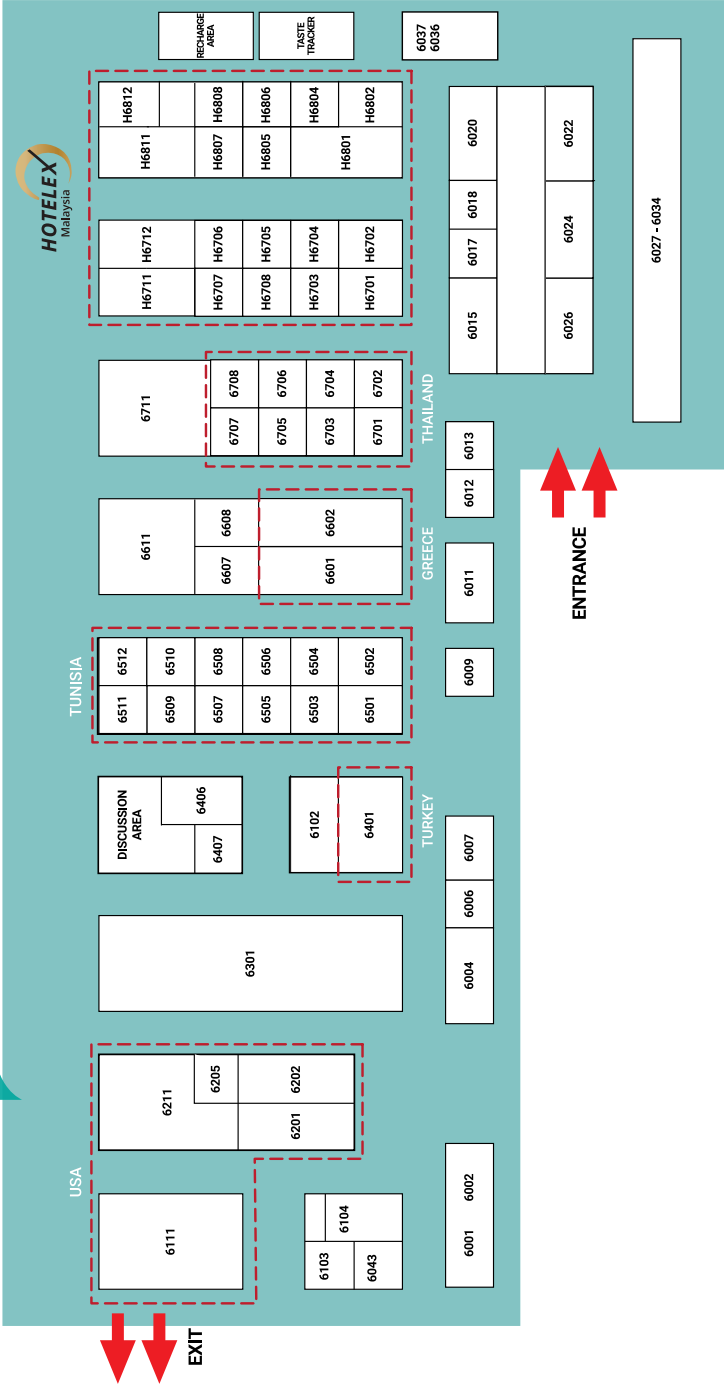 RECHARGE
AREA
TASTE
TRACKER
6037
6036
HOTELEX
Malaysia
H6812
H6808
H6806
H6804
H6802
H6811
H6807
H6805
H6801
H6712
H6706
H6705
H6704
H6702
H6711
H6707
H6708
H6703
H6701
6020
6022
6018
6017
6024
6015
6026
6027 - 6034
6711
6708
6706
6704
6702
6707
6705
6703
6701
THAILAND
6013
6012
ENTRANCE
6611
6608
6602
6607
6601
GREECE
6011
TUNISIA
6512
6510
6508
6506
6504
6502
6511
6509
6507
6505
6503
6501
6009
DISCUSSION
AREA
6406
6407
6102
6401
TURKEY
6007
6006
6004
6301
USA
6211
6205
6202
6201
6111
6104
6103
6043
6002
6001
EXIT